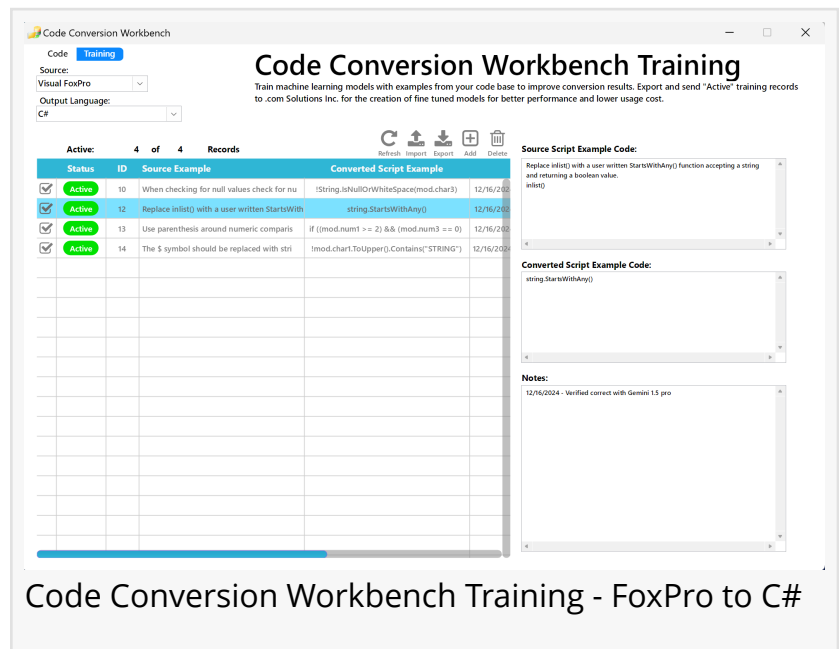 Code Conversion Workbench
Code Training
Code Conversion Workbench Training
Train machine learning models with examples from your code base to improve conversion results. Export and send "Active" training records
to .com Solutions Inc. for the creation of fine tuned models for better performance and lower usage cost.
Source:
Visual FoxPro
Output Language:
C#
Active: 4 of 4 Records
Refresh Import Export Add Delete
Status ID Source Example Converted Script Example
Active 10 When checking for null values check for nu !String.IsNullOrWhiteSpace(mod.char3) 12/16/202
Active 12 Replace inlist() with a user written StartsWith string.StartsWithAny() 12/16/202
Active 13 Use parenthesis around numeric comparis if ((mod.num1 >= 2) && (mod.num3 == 0) 12/16/202
Active 14 The $ symbol should be replaced with stri !mod.char1.ToUpper().Contains("STRING") 12/16/2024
Source Script Example Code:
Replace inlist() with a user written StartsWithAny() function accepting a string
and returning a boolean value.
inlist()
Converted Script Example Code:
string.StartsWithAny()
Notes:
12/16/2024 - Verified correct with Gemini 1.5 pro
Code Conversion Workbench Training - FoxPro to C#